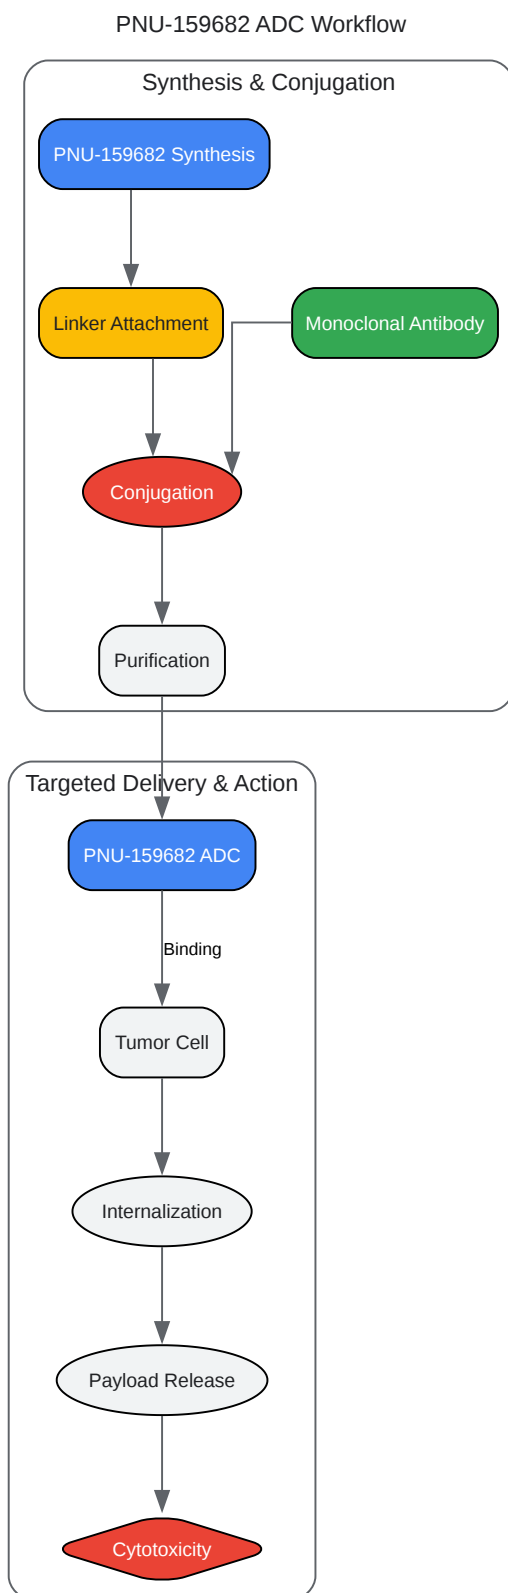 PNU-159682 ADC Workflow
Synthesis & Conjugation
PNU-159682 Synthesis
Linker Attachment
Monoclonal Antibody
Conjugation
Purification
Targeted Delivery & Action
PNU-159682 ADC
Binding
Tumor Cell
Internalization
Payload Release
Cytotoxicity